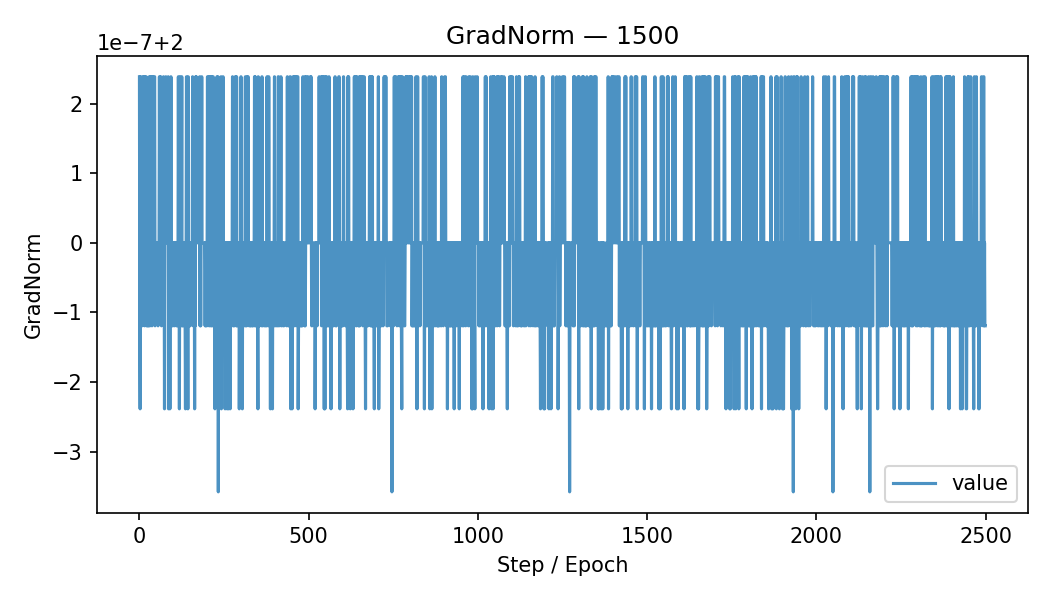 GradNorm — 1500
1e−7+2
2
1
0
−1
−2
−3
GradNorm
0
500
1000
1500
2000
2500
Step / Epoch
value